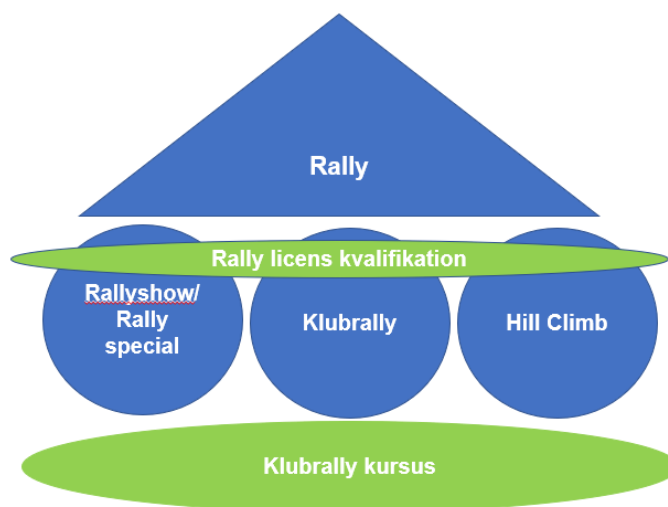 Rally
Rally licens kvalifikation
Rallyshow/
Rally
special
Klubrally
Hill Climb
Klubrally kursus